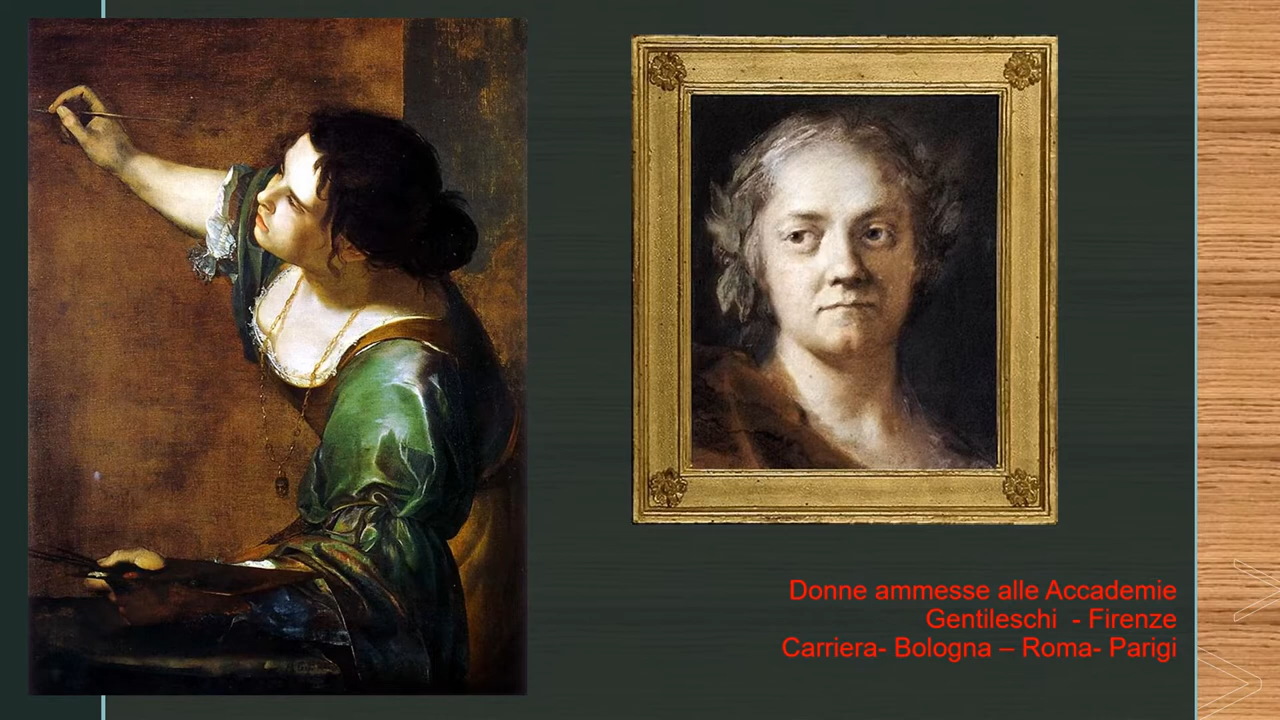 Donne ammesse alle Accademie
Gentileschi  - Firenze
Carriera- Bologna – Roma- Parigi